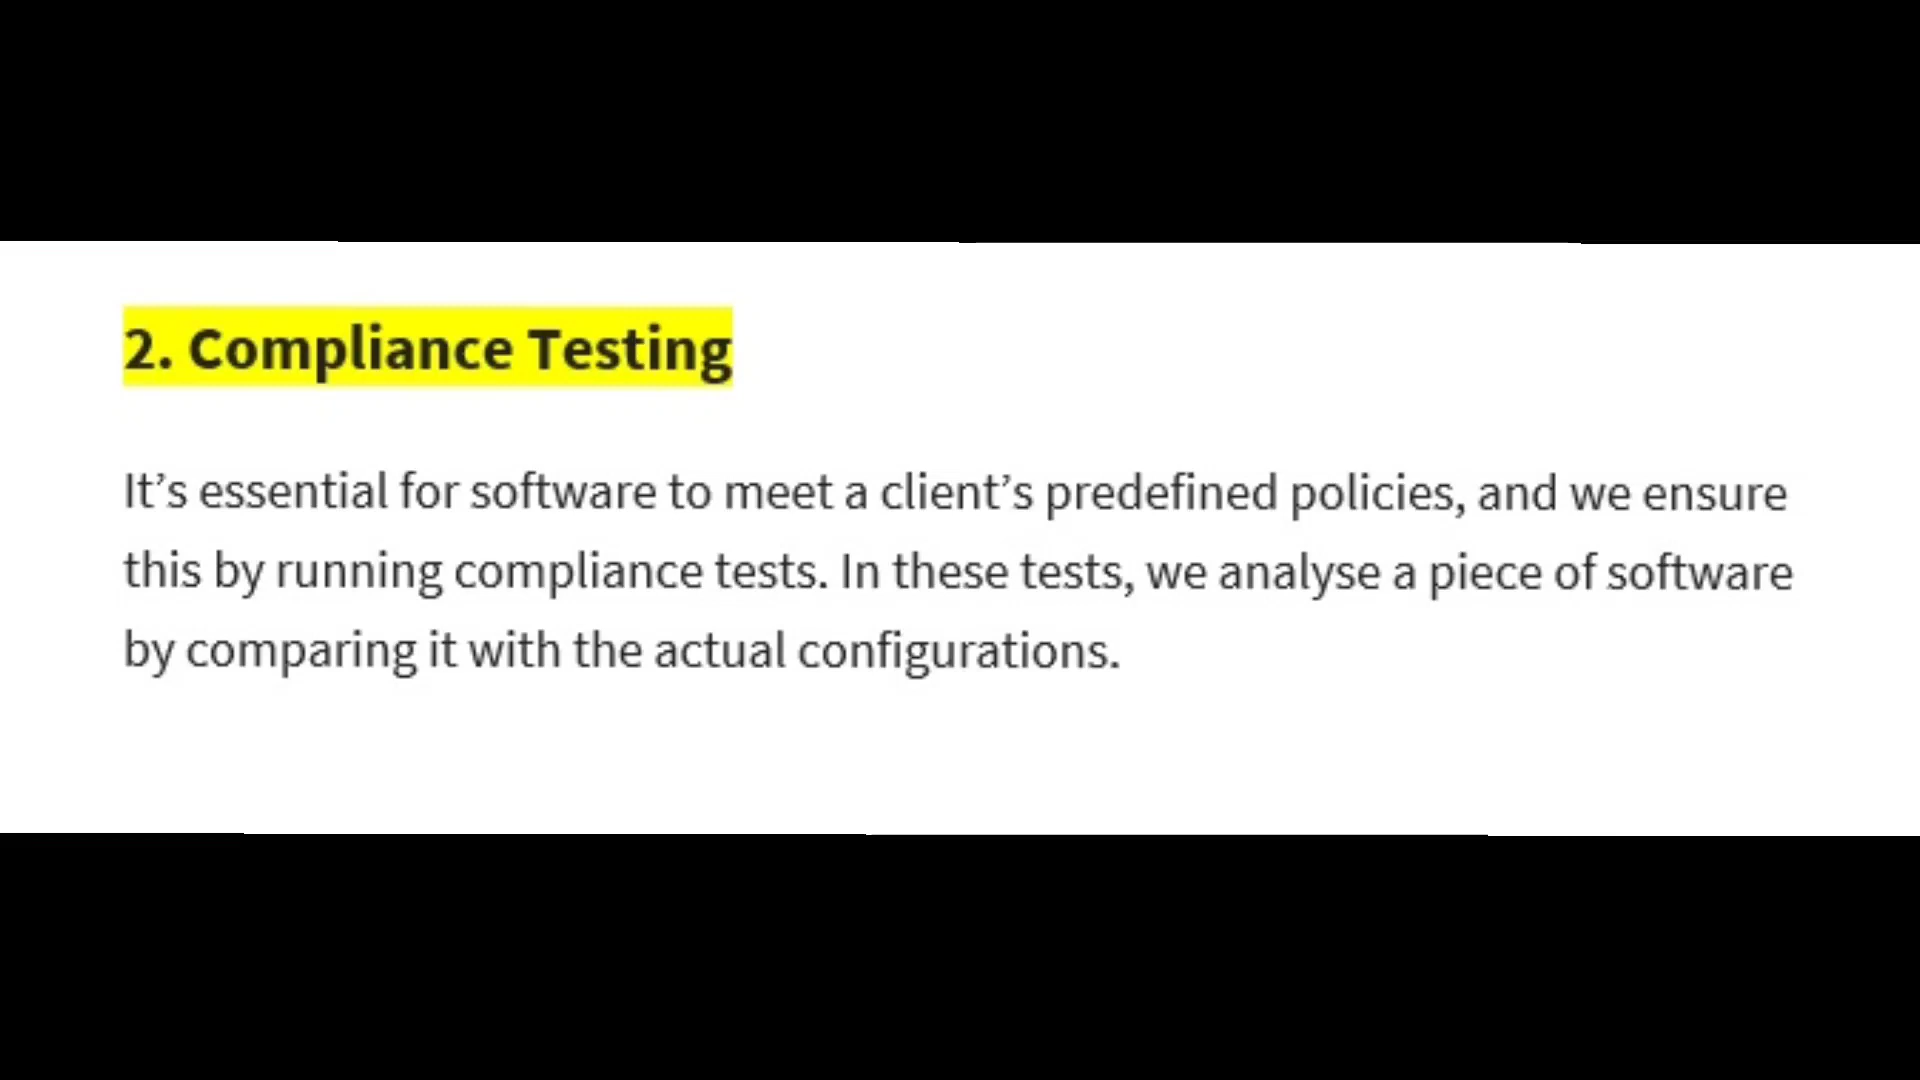 2. Compliance Testing
It’s essential for software to meet a client’s predefined policies, and we ensure
this by running compliance tests. In these tests, we analyse a piece of software
by comparing it with the actual configurations.